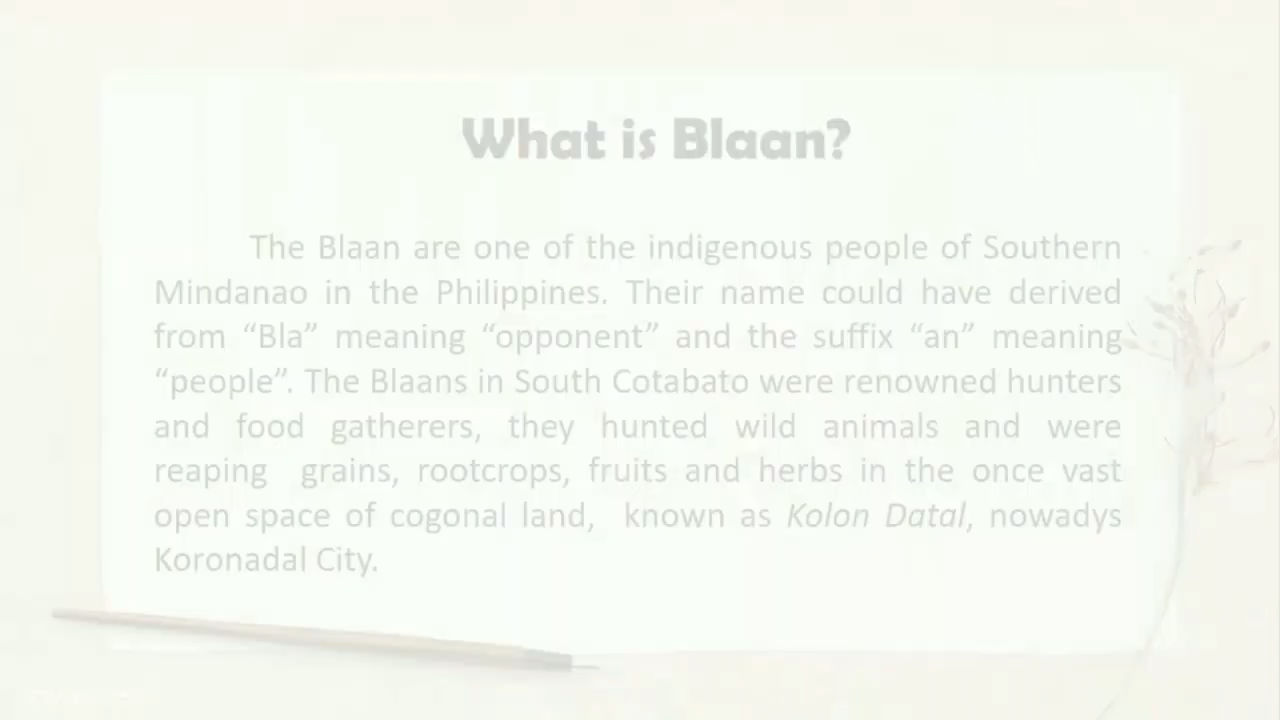 What is Blaan?
The Blaan are one of the indigenous people of Southern
Mindanao in the Philippines. Their name could have derived
from “Bla” meaning “opponent” and the suffix “an” meaning
“people”. The Blaans in South Cotabato were renowned hunters
and food gatherers, they hunted wild animals and were
reaping grains, rootcrops, fruits and herbs in the once vast
open space of cogonal land, known as Kolon Datal, nowadys
Koronadal City.